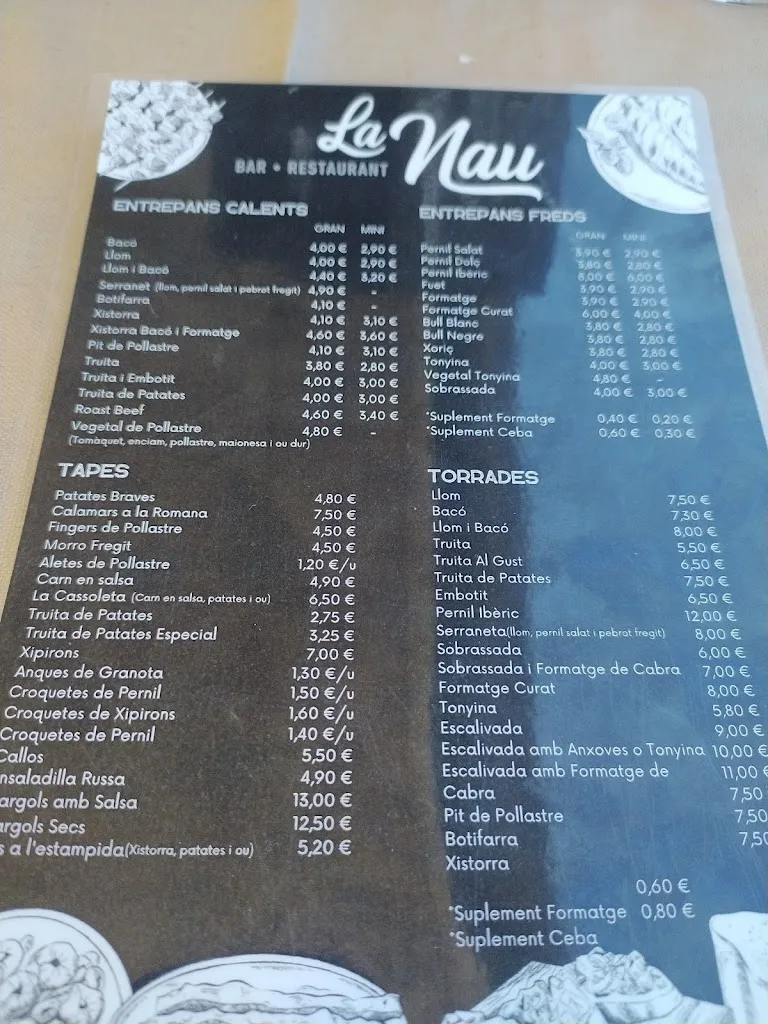 La Nau
BAR • RESTAURANT
ENTREPANS CALENTS
GRAN MINI
Bacó 4,00 € 2,90 €
Llom 4,00 € 2,90 €
Llom i Bacó 4,40 € 3,20 €
Serranet (llom, pernil salat i pebrot fregit) 4,90 € -
Botifarra 4,10 € -
Xistorra 4,10 € 3,10 €
Xistorra Bacó i Formatge 4,60 € 3,60 €
Pit de Pollastre 4,10 € 3,10 €
Truita 3,80 € 2,80 €
Truita i Embotit 4,00 € 3,00 €
Truita de Patates 4,00 € 3,00 €
Roast Beef 4,60 € 3,40 €
Vegetal de Pollastre 4,80 € -
(Tomàquet, enciam, pollastre, maionesa i ou dur)
ENTREPANS FREDS
GRAN MINI
Pernil Salat 3,90 € 2,90 €
Pernil Dolç 3,80 € 2,80 €
Pernil Ibèric 8,00 € 6,00 €
Fuet 3,90 € 2,90 €
Formatge 3,90 € 2,90 €
Formatge Curat 6,00 € 4,00 €
Bull Blanc 3,80 € 2,80 €
Bull Negre 3,80 € 2,80 €
Xoriç 3,80 € 2,80 €
Tonyina 4,00 € 3,00 €
Vegetal Tonyina 4,80 € -
Sobrassada 4,00 € 3,00 €
*Suplement Formatge 0,40 € 0,20 €
*Suplement Ceba 0,60 € 0,30 €
TAPES
Patates Braves 4,80 €
Calamars a la Romana 7,50 €
Fingers de Pollastre 4,50 €
Morro Fregit 4,50 €
Aletes de Pollastre 1,20 €/u
Carn en salsa 4,90 €
La Cassoleta (Carn en salsa, patates i ou) 6,50 €
Truita de Patates 2,75 €
Truita de Patates Especial 3,25 €
Xipirons 7,00 €
Anques de Granota 1,30 €/u
Croquetes de Pernil 1,50 €/u
Croquetes de Xipirons 1,60 €/u
Croquetes de Pernil 1,40 €/u
Callos 5,50 €
nsaladilla Russa 4,90 €
argols amb Salsa 13,00 €
argols Secs 12,50 €
s a l'estampida(Xistorra, patates i ou) 5,20 €
TORRADES
Llom 7,50 €
Bacó 7,30 €
Llom i Bacó 8,00 €
Truita 5,50 €
Truita Al Gust 6,50 €
Truita de Patates 7,50 €
Embotit 6,50 €
Pernil Ibèric 12,00 €
Serraneta(llom, pernil salat i pebrot fregit) 8,00 €
Sobrassada 6,00 €
Sobrassada i Formatge de Cabra 7,00 €
Formatge Curat 8,00 €
Tonyina 5,80 €
Escalivada 9,00 €
Escalivada amb Anxoves o Tonyina 10,00 €
Escalivada amb Formatge de 11,00 €
Cabra 7,50
Pit de Pollastre 7,50
Botifarra 7,50
Xistorra
0,60 €
*Suplement Formatge 0,80 €
*Suplement Ceba